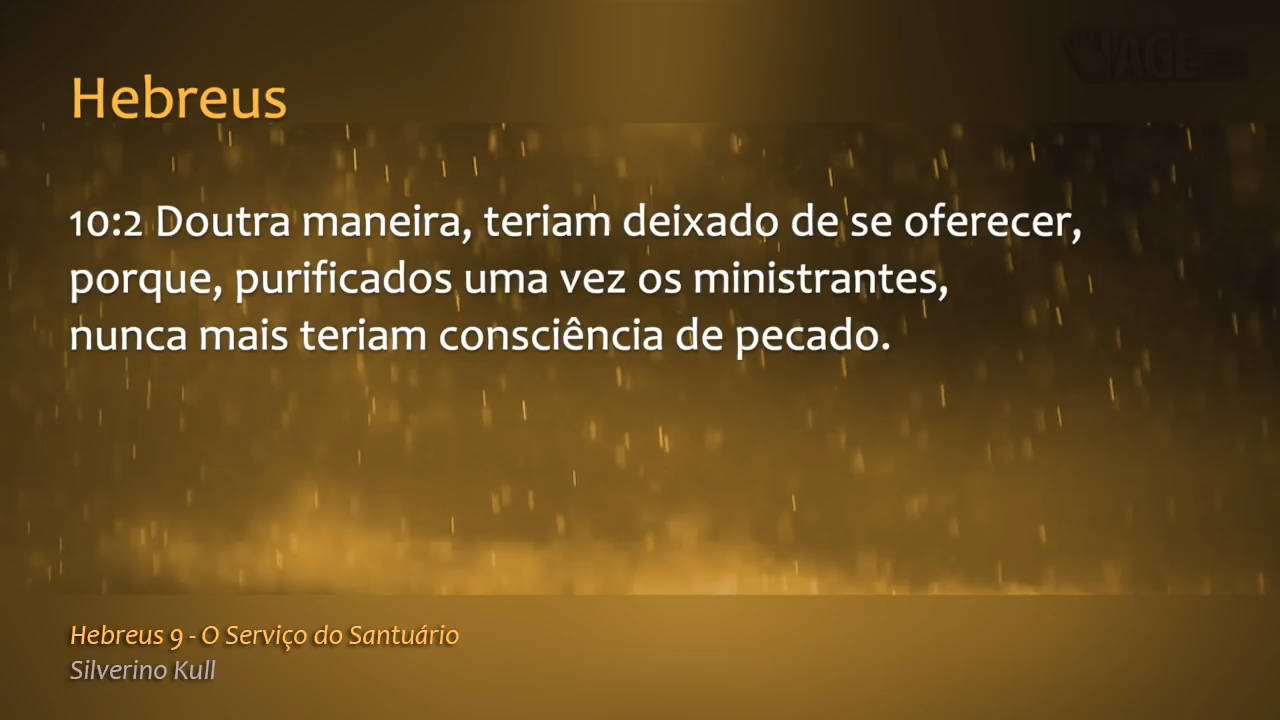 Hebreus
10:2 Doutra maneira, teriam deixado de se oferecer,
porque, purificados uma vez os ministrantes,
nunca mais teriam consciência de pecado.
Hebreus 9 - O Serviço do Santuário
Silverino Kull